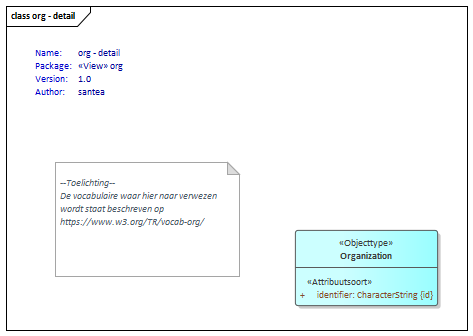 class org - detail
Name: org - detail
Package: «View» org
Version: 1.0
Author: santea
--Toelichting--
De vocabulaire waar hier naar verwezen
wordt staat beschreven op
https://www.w3.org/TR/vocab-org/
«Objecttype»
Organization
«Attribuutsoort»
+ identifier: CharacterString {id}